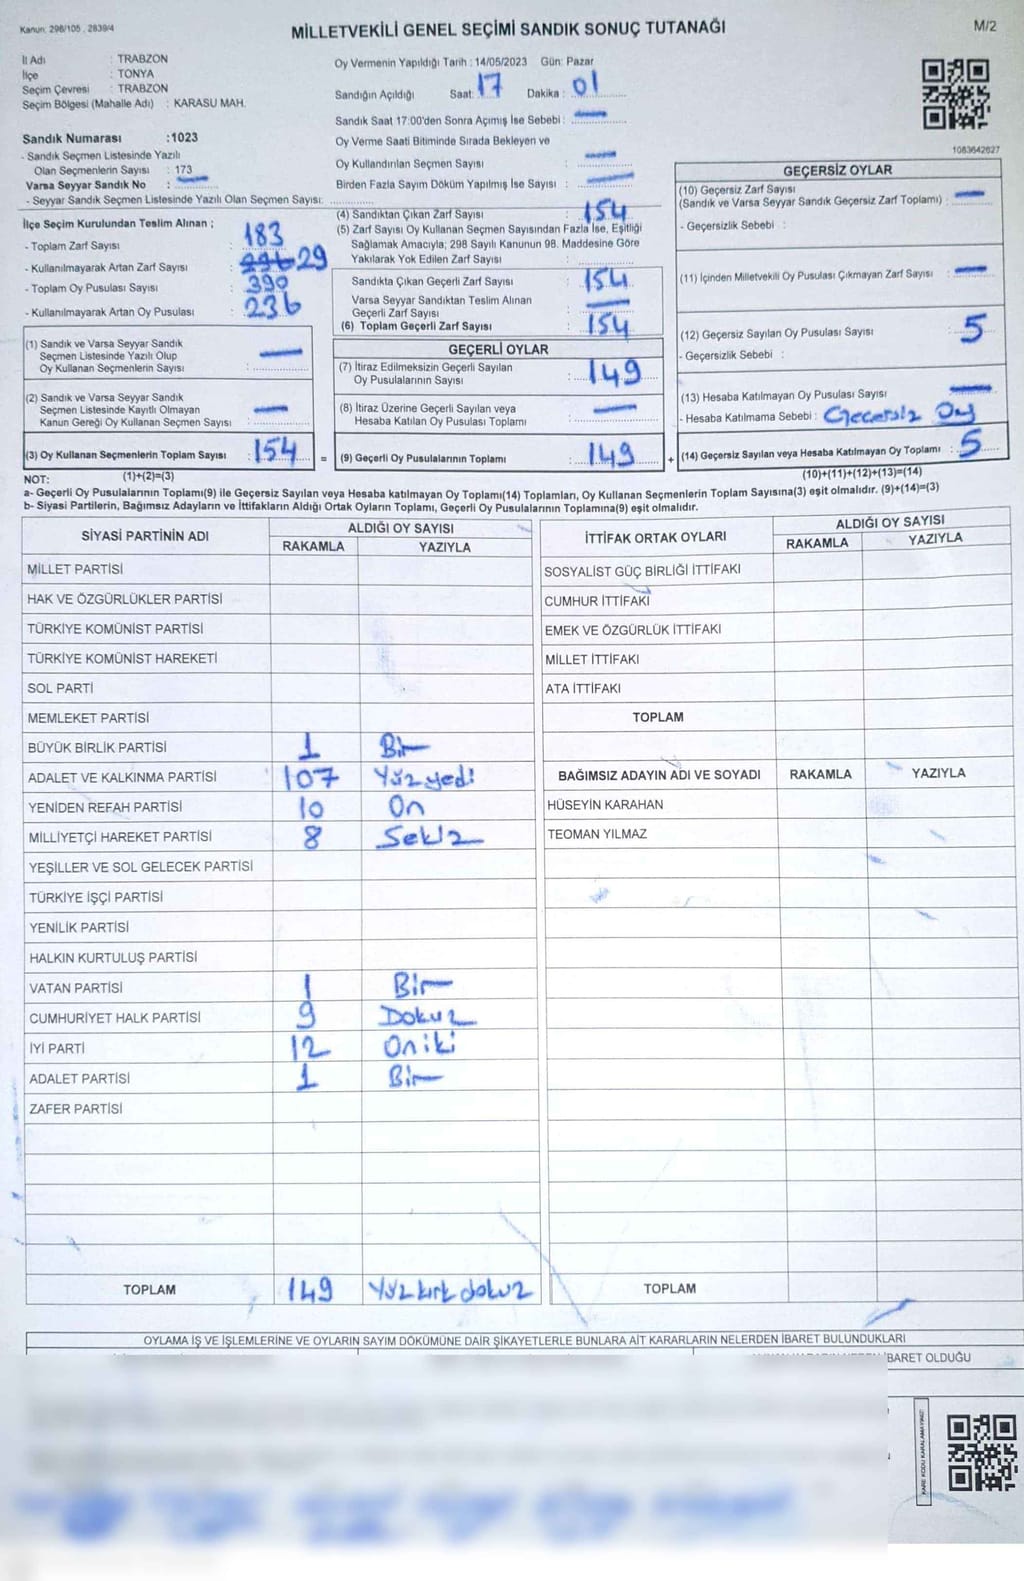 Kanun: 298/105 , 2839/4
MİLLETVEKİLİ GENEL SEÇİMİ SANDIK SONUÇ TUTANAĞI
M/2
İl Adı : TRABZON
İlçe : TONYA
Seçim Çevresi : TRABZON
Seçim Bölgesi (Mahalle Adı) : KARASU MAH.
Oy Vermenin Yapıldığı Tarih : 14/05/2023 Gün: Pazar
Sandığın Açıldığı Saat: 17 Dakika : 01
Sandık Saat 17:00'den Sonra Açımış İse Sebebi :
Oy Verme Saati Bitiminde Sırada Bekleyen ve
Oy Kullandırılan Seçmen Sayısı :
Birden Fazla Sayım Döküm Yapılmış İse Sayısı :
Sandık Numarası :1023
- Sandık Seçmen Listesinde Yazılı
Olan Seçmenlerin Sayısı : 173
Varsa Seyyar Sandık No :
- Seyyar Sandık Seçmen Listesinde Yazılı Olan Seçmen Sayısı:
1083642627
İlçe Seçim Kurulundan Teslim Alınan ;
- Toplam Zarf Sayısı : 183
- Kullanılmayarak Artan Zarf Sayısı : 236 29
- Toplam Oy Pusulası Sayısı : 390
- Kullanılmayarak Artan Oy Pusulası : 236
(1) Sandık ve Varsa Seyyar Sandık
Seçmen Listesinde Yazılı Olup
Oy Kullanan Seçmenlerin Sayısı :
(2) Sandık ve Varsa Seyyar Sandık
Seçmen Listesinde Kayıtlı Olmayan
Kanun Gereği Oy Kullanan Seçmen Sayısı :
(3) Oy Kullanan Seçmenlerin Toplam Sayısı : 154 =
(4) Sandıktan Çıkan Zarf Sayısı : 154
(5) Zarf Sayısı Oy Kullanan Seçmen Sayısından Fazla İse, Eşitliği
Sağlamak Amacıyla; 298 Sayılı Kanunun 98. Maddesine Göre
Yakılarak Yok Edilen Zarf Sayısı :
Sandıkta Çıkan Geçerli Zarf Sayısı : 154
Varsa Seyyar Sandıktan Teslim Alınan
Geçerli Zarf Sayısı :
(6) Toplam Geçerli Zarf Sayısı : 154
GEÇERLİ OYLAR
(7) İtiraz Edilmeksizin Geçerli Sayılan
Oy Pusulalarının Sayısı : 149
(8) İtiraz Üzerine Geçerli Sayılan veya
Hesaba Katılan Oy Pusulası Toplamı :
(9) Geçerli Oy Pusulalarının Toplamı : 149 +
GEÇERSİZ OYLAR
(10) Geçersiz Zarf Sayısı
(Sandık ve Varsa Seyyar Sandık Geçersiz Zarf Toplamı) :
- Geçersizlik Sebebi :
(11) İçinden Milletvekili Oy Pusulası Çıkmayan Zarf Sayısı :
(12) Geçersiz Sayılan Oy Pusulası Sayısı : 5
- Geçersizlik Sebebi :
(13) Hesaba Katılmayan Oy Pusulası Sayısı :
- Hesaba Katılmama Sebebi : Geçersiz Oy
(14) Geçersiz Sayılan veya Hesaba Katılmayan Oy Toplamı : 5
NOT: (1)+(2)=(3)
(10)+(11)+(12)+(13)=(14)
a- Geçerli Oy Pusulalarının Toplamı(9) ile Geçersiz Sayılan veya Hesaba katılmayan Oy Toplamı(14) Toplamları, Oy Kullanan Seçmenlerin Toplam Sayısına(3) eşit olmalıdır. (9)+(14)=(3)
b- Siyasi Partilerin, Bağımsız Adayların ve İttifakların Aldığı Ortak Oyların Toplamı, Geçerli Oy Pusulalarının Toplamına(9) eşit olmalıdır.
SİYASİ PARTİNİN ADI
ALDIĞI OY SAYISI
RAKAMLA YAZIYLA
MİLLET PARTİSİ
HAK VE ÖZGÜRLÜKLER PARTİSİ
TÜRKİYE KOMÜNİST PARTİSİ
TÜRKİYE KOMÜNİST HAREKETİ
SOL PARTİ
MEMLEKET PARTİSİ
BÜYÜK BİRLİK PARTİSİ 1 Bir
ADALET VE KALKINMA PARTİSİ 107 Yüz yedi
YENİDEN REFAH PARTİSİ 10 On
MİLLİYETÇİ HAREKET PARTİSİ 8 Sekiz
YEŞİLLER VE SOL GELECEK PARTİSİ
TÜRKİYE İŞÇİ PARTİSİ
YENİLİK PARTİSİ
HALKIN KURTULUŞ PARTİSİ
VATAN PARTİSİ 1 Bir
CUMHURİYET HALK PARTİSİ 9 Dokuz
İYİ PARTİ 12 On iki
ADALET PARTİSİ 1 Bir
ZAFER PARTİSİ
TOPLAM 149 Yüz kırk dokuz
İTTİFAK ORTAK OYLARI
ALDIĞI OY SAYISI
RAKAMLA YAZIYLA
SOSYALİST GÜÇ BİRLİĞİ İTTİFAKI
CUMHUR İTTİFAKI
EMEK VE ÖZGÜRLÜK İTTİFAKI
MİLLET İTTİFAKI
ATA İTTİFAKI
TOPLAM
BAĞIMSIZ ADAYIN ADI VE SOYADI RAKAMLA YAZIYLA
HÜSEYİN KARAHAN
TEOMAN YILMAZ
TOPLAM
OYLAMA İŞ VE İŞLEMLERİNE VE OYLARIN SAYIM DÖKÜMÜNE DAİR ŞİKAYETLERLE BUNLARA AİT KARARLARIN NELERDEN İBARET BULUNDUKLARI
İBARET OLDUĞU
KARE KODU KARALAMAYINIZ!